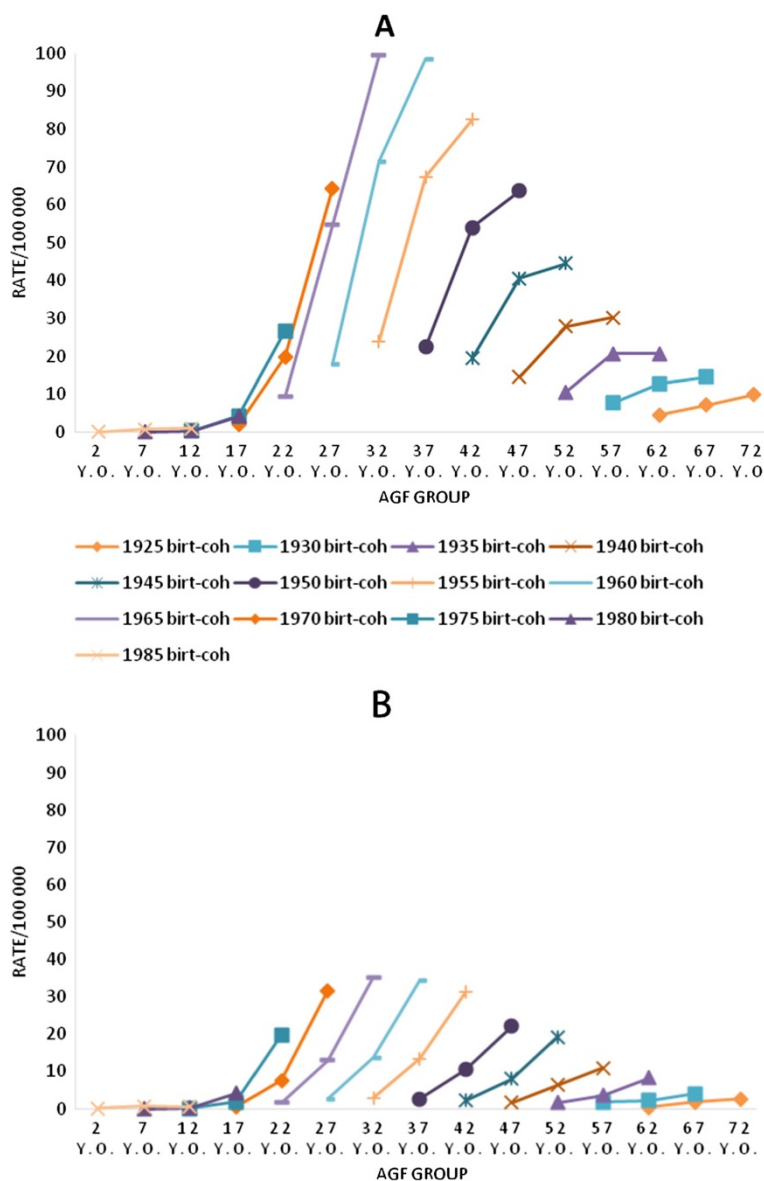 A
100
90
80
70
60
50
40
30
20
10
0
RATE/100 000
2 7 12 17 22 27 32 37 42 47 52 57 62 67 72
Y.O. Y.O. Y.O. Y.O. Y.O. Y.O. Y.O. Y.O. Y.O. Y.O. Y.O. Y.O. Y.O. Y.O. Y.O.
AGF GROUP
1925 birt-coh 1930 birt-coh 1935 birt-coh 1940 birt-coh
1945 birt-coh 1950 birt-coh 1955 birt-coh 1960 birt-coh
1965 birt-coh 1970 birt-coh 1975 birt-coh 1980 birt-coh
1985 birt-coh
B
100
90
80
70
60
50
40
30
20
10
0
RATE/100 000
2 7 12 17 22 27 32 37 42 47 52 57 62 67 72
Y.O. Y.O. Y.O. Y.O. Y.O. Y.O. Y.O. Y.O. Y.O. Y.O. Y.O. Y.O. Y.O. Y.O. Y.O.
AGF GROUP